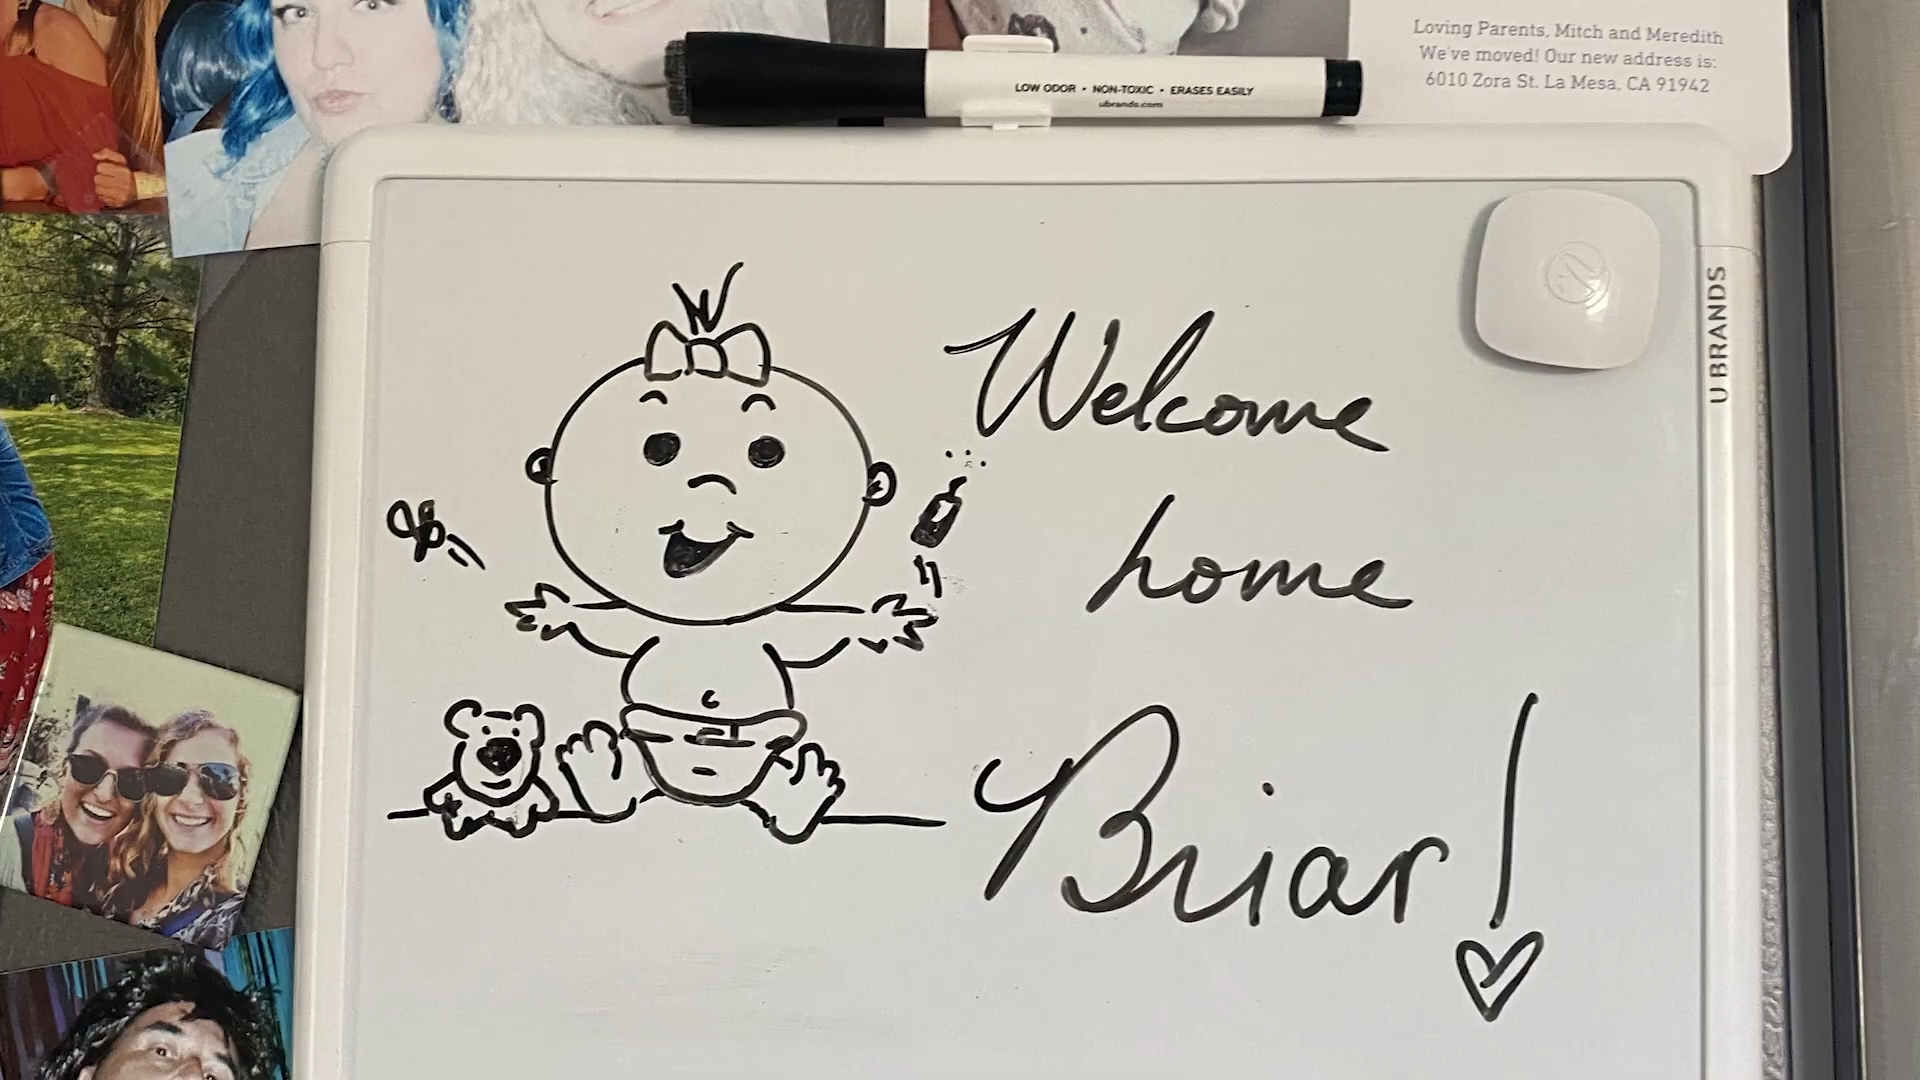 Loving Parents, Mitch and Meredith
We've moved! Our new address is:
6010 Zora St. La Mesa, CA 91942
LOW ODOR • NON-TOXIC • ERASES EASILY
ubrands.com
U BRANDS
Welcome
home
Briar!